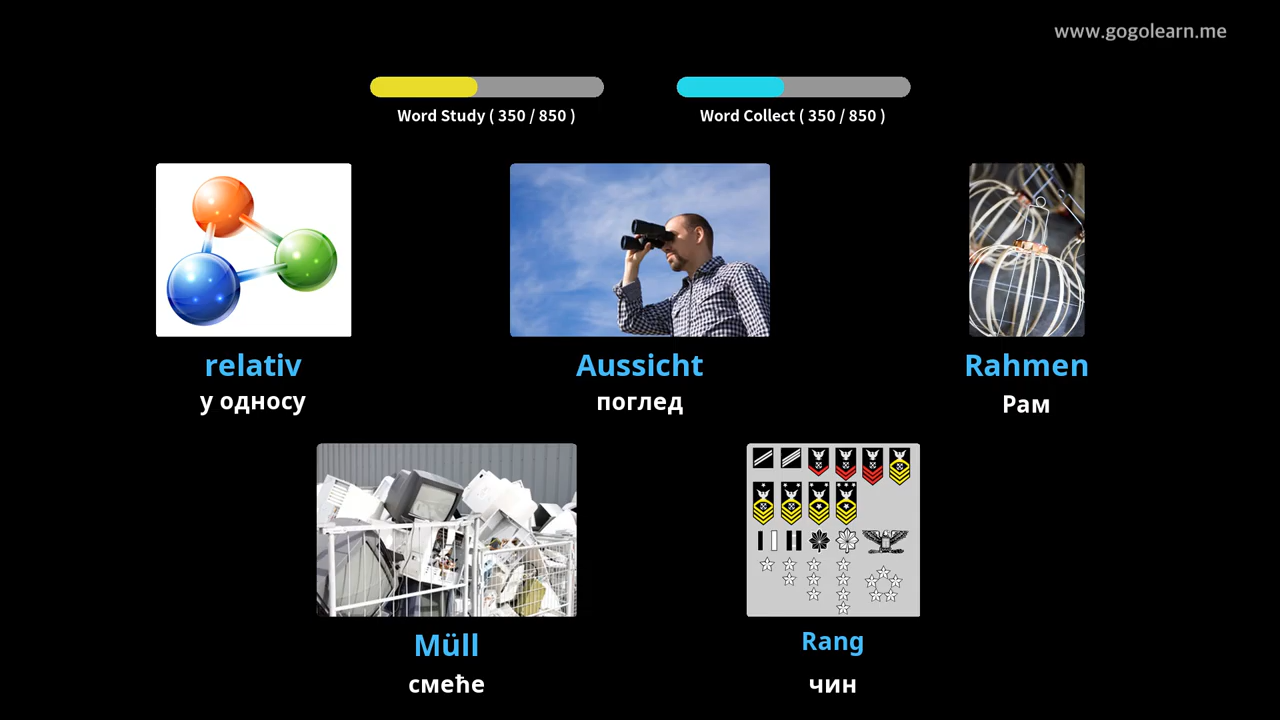 www.gogolearn.me
Word Study ( 350 / 850 )
Word Collect ( 350 / 850 )
relativ
у односу
Aussicht
поглед
Rahmen
Рам
Müll
смеће
Rang
чин